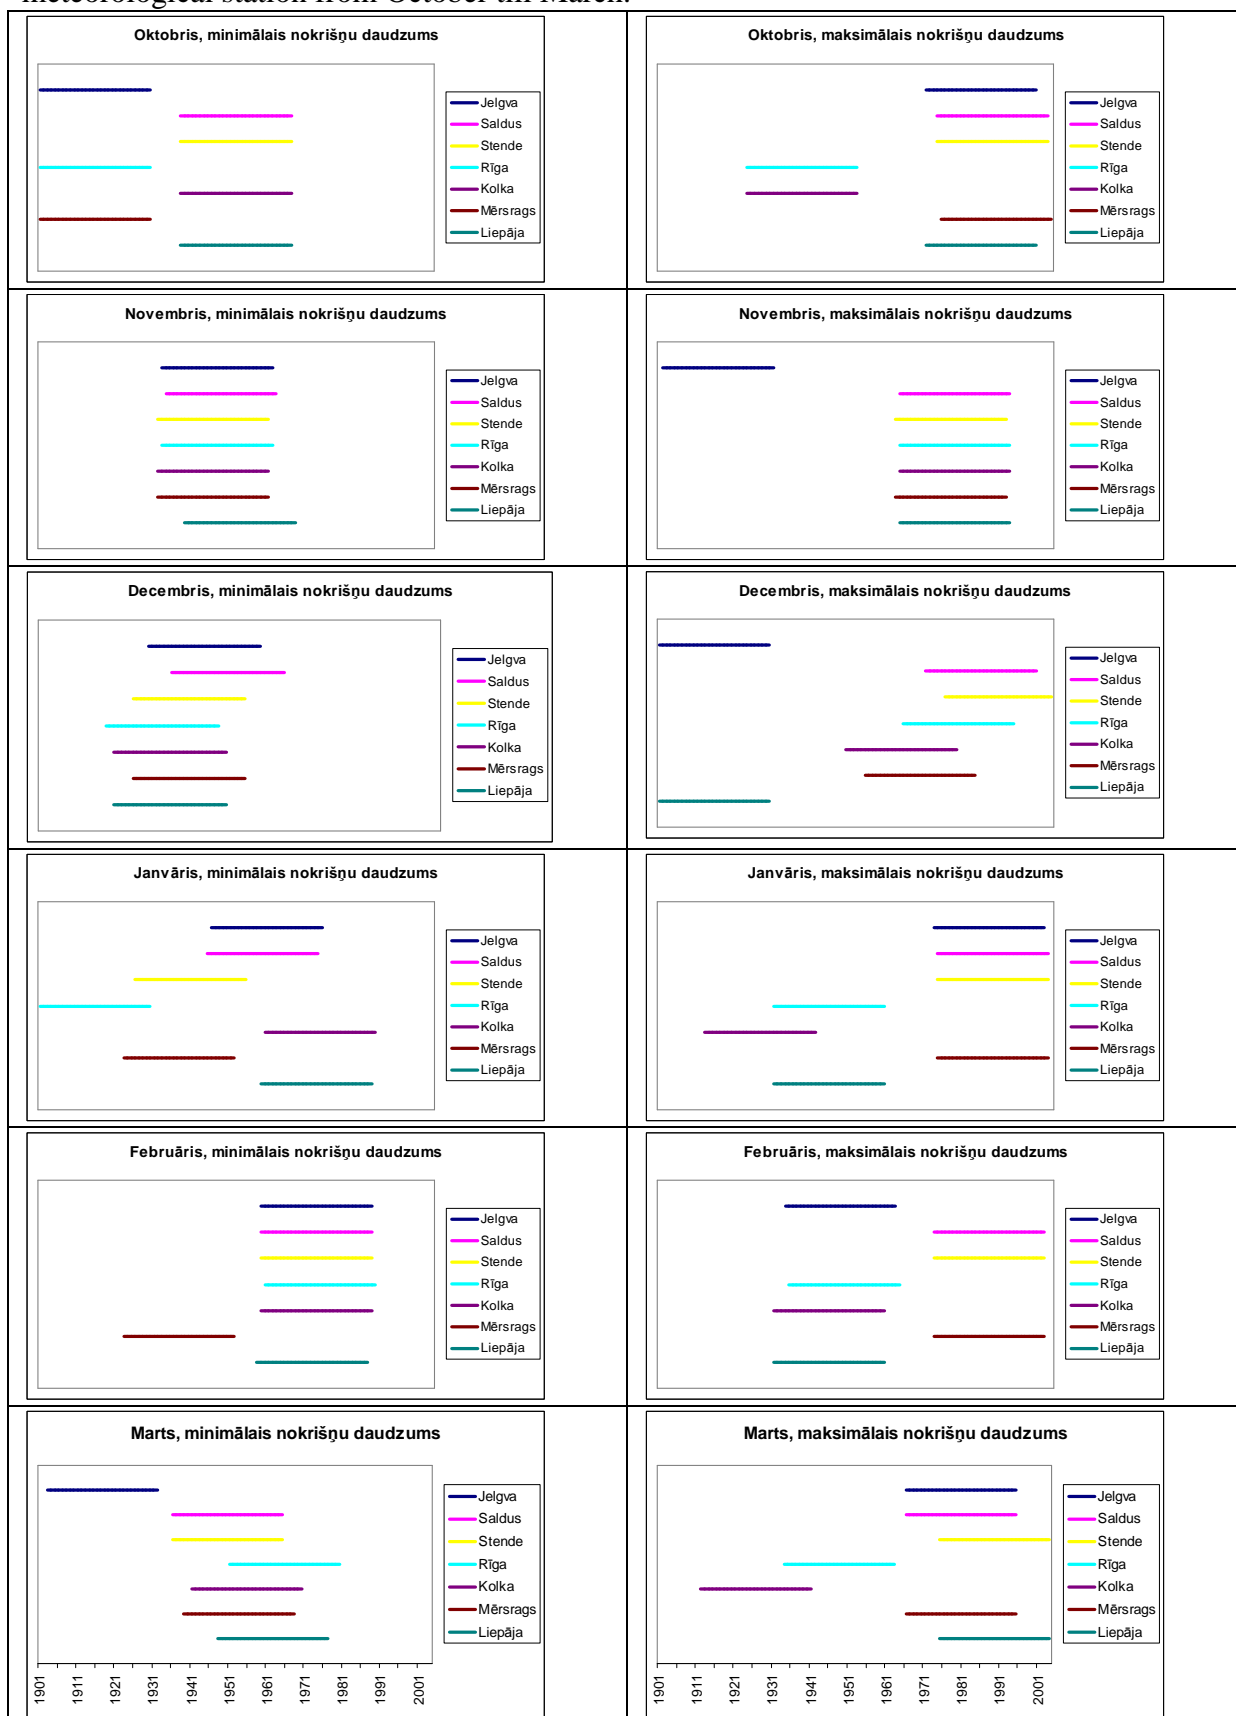 meteorological station from October till March.
Oktobris, minimālais nokrišņu daudzums
Jelgva
Saldus
Stende
Rīga
Kolka
Mērsrags
Liepāja
Oktobris, maksimālais nokrišņu daudzums
Jelgva
Saldus
Stende
Rīga
Kolka
Mērsrags
Liepāja
Novembris, minimālais nokrišņu daudzums
Jelgva
Saldus
Stende
Rīga
Kolka
Mērsrags
Liepāja
Novembris, maksimālais nokrišņu daudzums
Jelgva
Saldus
Stende
Rīga
Kolka
Mērsrags
Liepāja
Decembris, minimālais nokrišņu daudzums
Jelgva
Saldus
Stende
Rīga
Kolka
Mērsrags
Liepāja
Decembris, maksimālais nokrišņu daudzums
Jelgva
Saldus
Stende
Rīga
Kolka
Mērsrags
Liepāja
Janvāris, minimālais nokrišņu daudzums
Jelgva
Saldus
Stende
Rīga
Kolka
Mērsrags
Liepāja
Janvāris, maksimālais nokrišņu daudzums
Jelgva
Saldus
Stende
Rīga
Kolka
Mērsrags
Liepāja
Februāris, minimālais nokrišņu daudzums
Jelgva
Saldus
Stende
Rīga
Kolka
Mērsrags
Liepāja
Februāris, maksimālais nokrišņu daudzums
Jelgva
Saldus
Stende
Rīga
Kolka
Mērsrags
Liepāja
Marts, minimālais nokrišņu daudzums
Jelgva
Saldus
Stende
Rīga
Kolka
Mērsrags
Liepāja
1901 1911 1921 1931 1941 1951 1961 1971 1981 1991 2001
Marts, maksimālais nokrišņu daudzums
Jelgva
Saldus
Stende
Rīga
Kolka
Mērsrags
Liepāja
1901 1911 1921 1931 1941 1951 1961 1971 1981 1991 2001